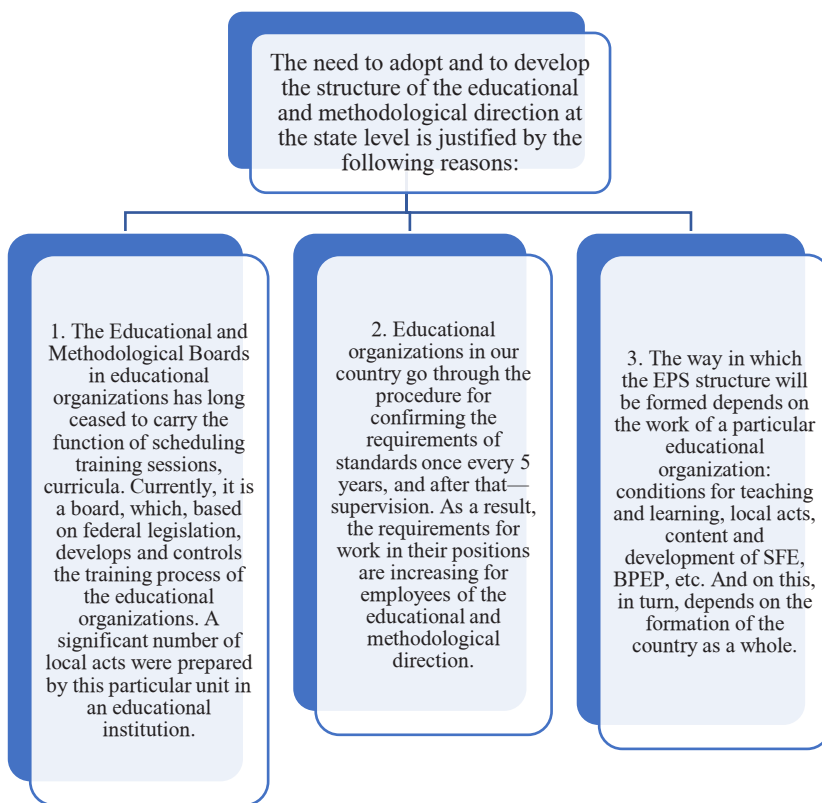 The need to adopt and to develop
the structure of the educational
and methodological direction at
the state level is justified by the
following reasons:
1. The Educational and
Methodological Boards
in educational
organizations has long
ceased to carry the
function of scheduling
training sessions,
curricula. Currently, it is
a board, which, based
on federal legislation,
develops and controls
the training process of
the educational
organizations. A
significant number of
local acts were prepared
by this particular unit in
an educational
institution.
2. Educational
organizations in our
country go through the
procedure for
confirming the
requirements of
standards once every 5
years, and after that—
supervision. As a result,
the requirements for
work in their positions
are increasing for
employees of the
educational and
methodological
direction.
3. The way in which
the EPS structure will
be formed depends on
the work of a particular
educational
organization:
conditions for teaching
and learning, local acts,
content and
development of SFE,
BPEP, etc. And on this,
in turn, depends on the
formation of the
country as a whole.